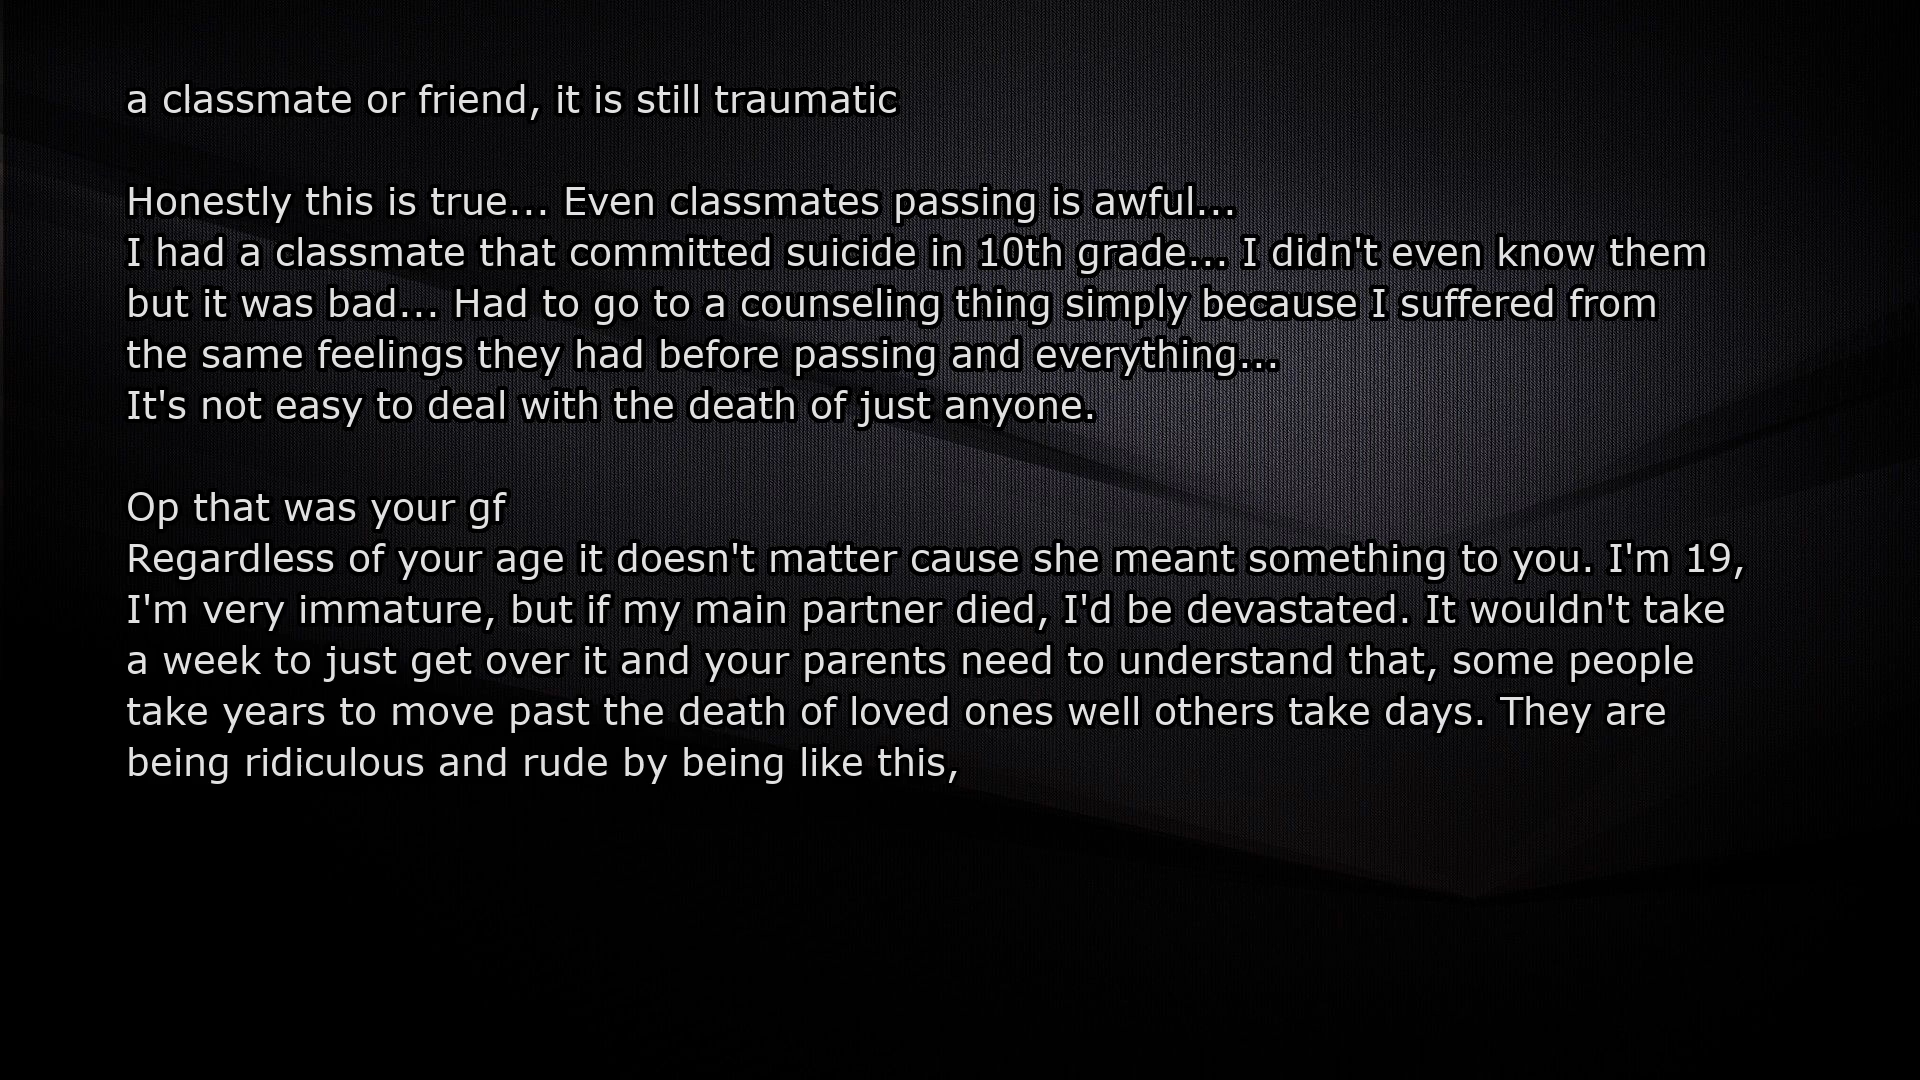 a classmate or friend, it is still traumatic
Honestly this is true... Even classmates passing is awful...
I had a classmate that committed suicide in 10th grade... I didn't even know them
but it was bad... Had to go to a counseling thing simply because I suffered from
the same feelings they had before passing and everything...
It's not easy to deal with the death of just anyone.
Op that was your gf
Regardless of your age it doesn't matter cause she meant something to you. I'm 19,
I'm very immature, but if my main partner died, I'd be devastated. It wouldn't take
a week to just get over it and your parents need to understand that, some people
take years to move past the death of loved ones well others take days. They are
being ridiculous and rude by being like this,